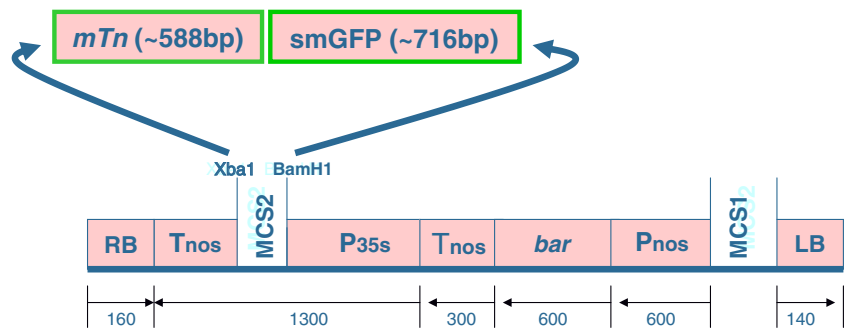 mTn (~588bp) smGFP (~716bp)
Xba1 BamH1
RB Tnos MCS2 P35s Tnos bar Pnos MCS1 LB
160 1300 300 600 600 140